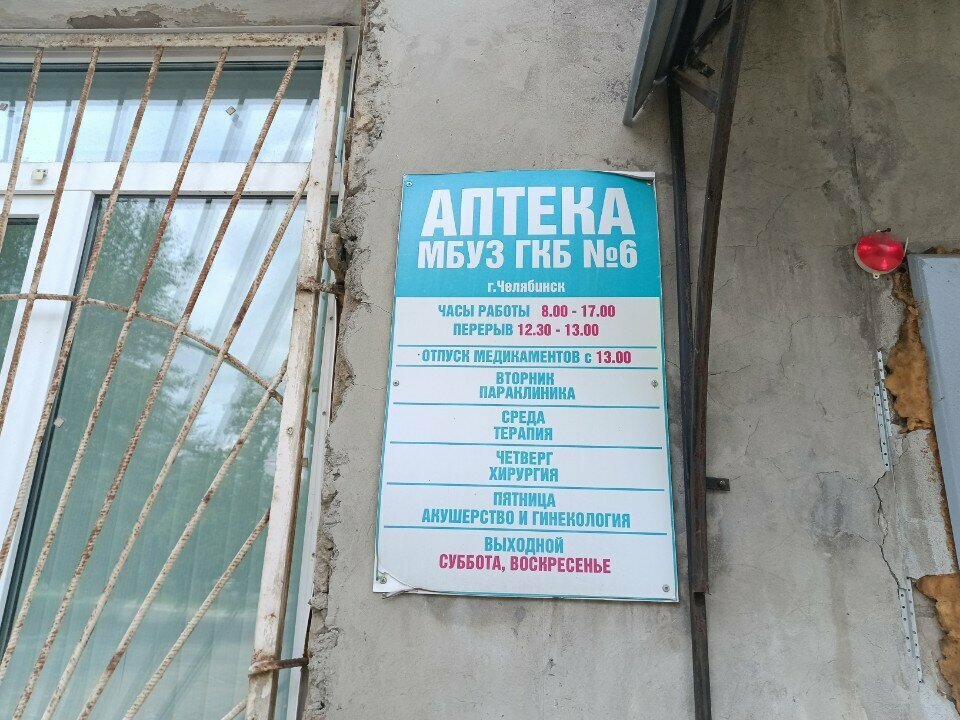 АПТЕКА
МБУЗ ГКБ №6
г.Челябинск
ЧАСЫ РАБОТЫ 8.00 - 17.00
ПЕРЕРЫВ 12.30 - 13.00
ОТПУСК МЕДИКАМЕНТОВ с 13.00
ВТОРНИК
ПАРАКЛИНИКА
СРЕДА
ТЕРАПИЯ
ЧЕТВЕРГ
ХИРУРГИЯ
ПЯТНИЦА
АКУШЕРСТВО И ГИНЕКОЛОГИЯ
ВЫХОДНОЙ
СУББОТА, ВОСКРЕСЕНЬЕ